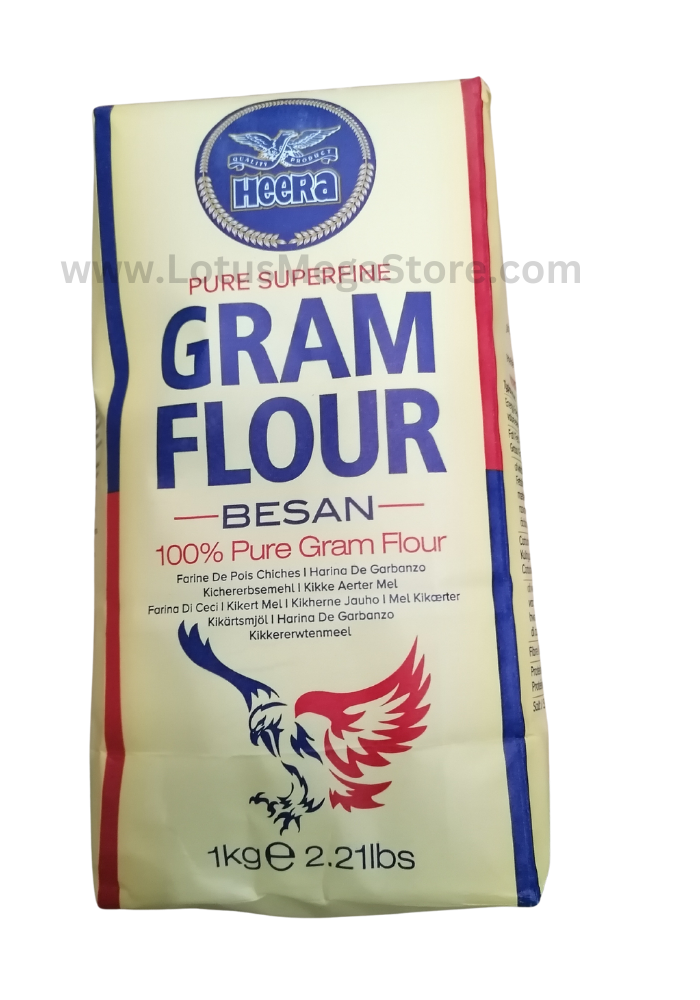 QUALITY PRODUCT
HEERA
www.LotusMegaStore.com
PURE SUPERFINE
GRAM
FLOUR
BESAN
100% Pure Gram Flour
Farine De Pois Chiches I Harina De Garbanzo
Kichererbsemehl I Kikke Aerter Mel
Farina Di Ceci I Kikert Mel I Kikherne Jauho I Mel Kikærter
Kikärtsmjöl I Harina De Garbanzo
Kikkererwtenmeel
1kg℮ 2.21lbs